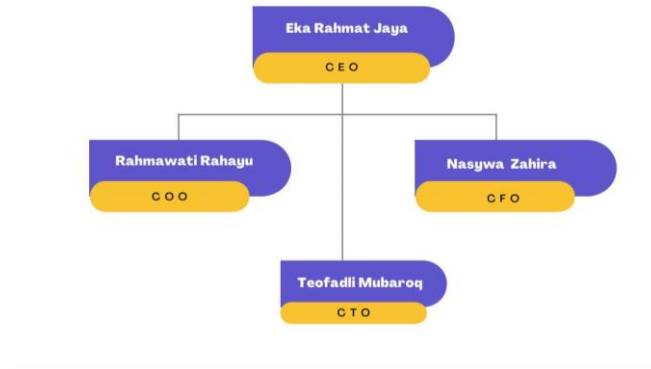 Eka Rahmat Jaya
CEO
Rahmawati Rahayu
COO
Nasywa Zahira
CFO
Teofadli Mubaroq
CTO